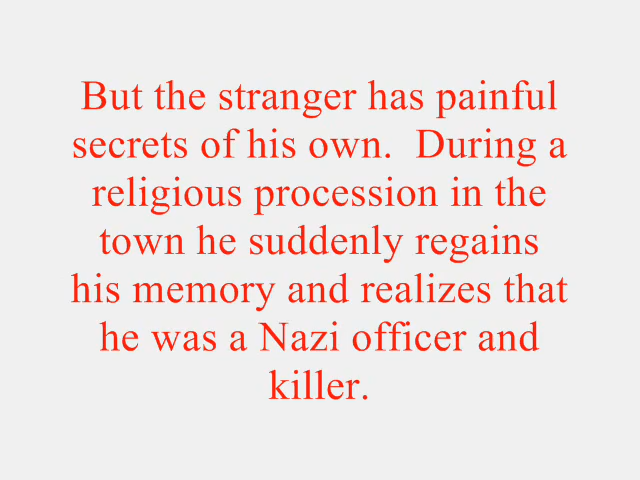 But the stranger has painful
secrets of his own.  During a
religious procession in the
town he suddenly regains
his memory and realizes that
he was a Nazi officer and
killer.